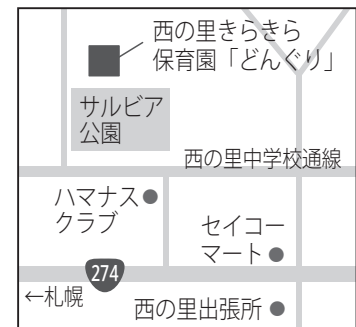 西の里きらきら
保育園「どんぐり」
サルビア
公園
西の里中学校通線
ハマナス
クラブ
セイコー
マート
274
←札幌
西の里出張所